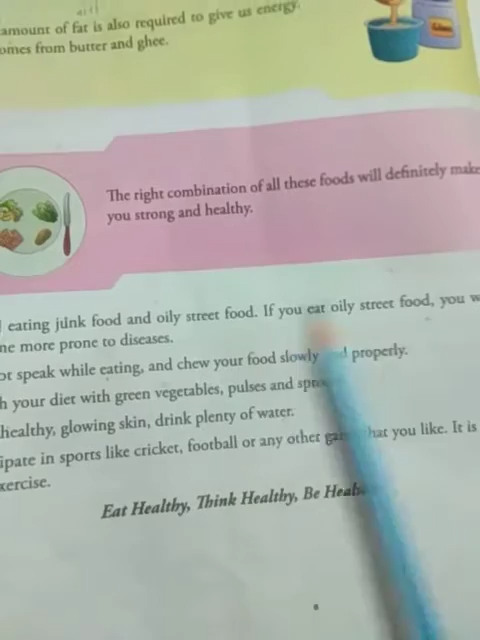 amount of fat is also required to give us energy.
omes from butter and ghee.
The right combination of all these foods will definitely make
you strong and healthy.
eating junk food and oily street food. If you eat oily street food, you w
ne more prone to diseases.
ot speak while eating, and chew your food slowly properly.
h your diet with green vegetables, pulses and
healthy, glowing skin, drink plenty of water.
ipate in sports like cricket, football or any other hat you like. It is
xercise.
Eat Healthy, Think Healthy, Be Heal